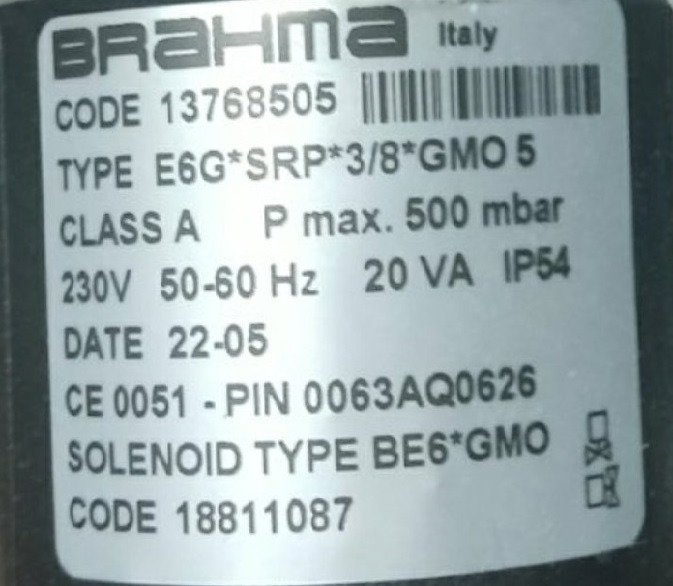 BRAHMA Italy
CODE 13768505
TYPE E6G*SRP*3/8*GMO 5
CLASS A P max. 500 mbar
230V 50-60 Hz 20 VA IP54
DATE 22-05
CE 0051 - PIN 0063AQ0626
SOLENOID TYPE BE6*GMO
CODE 18811087